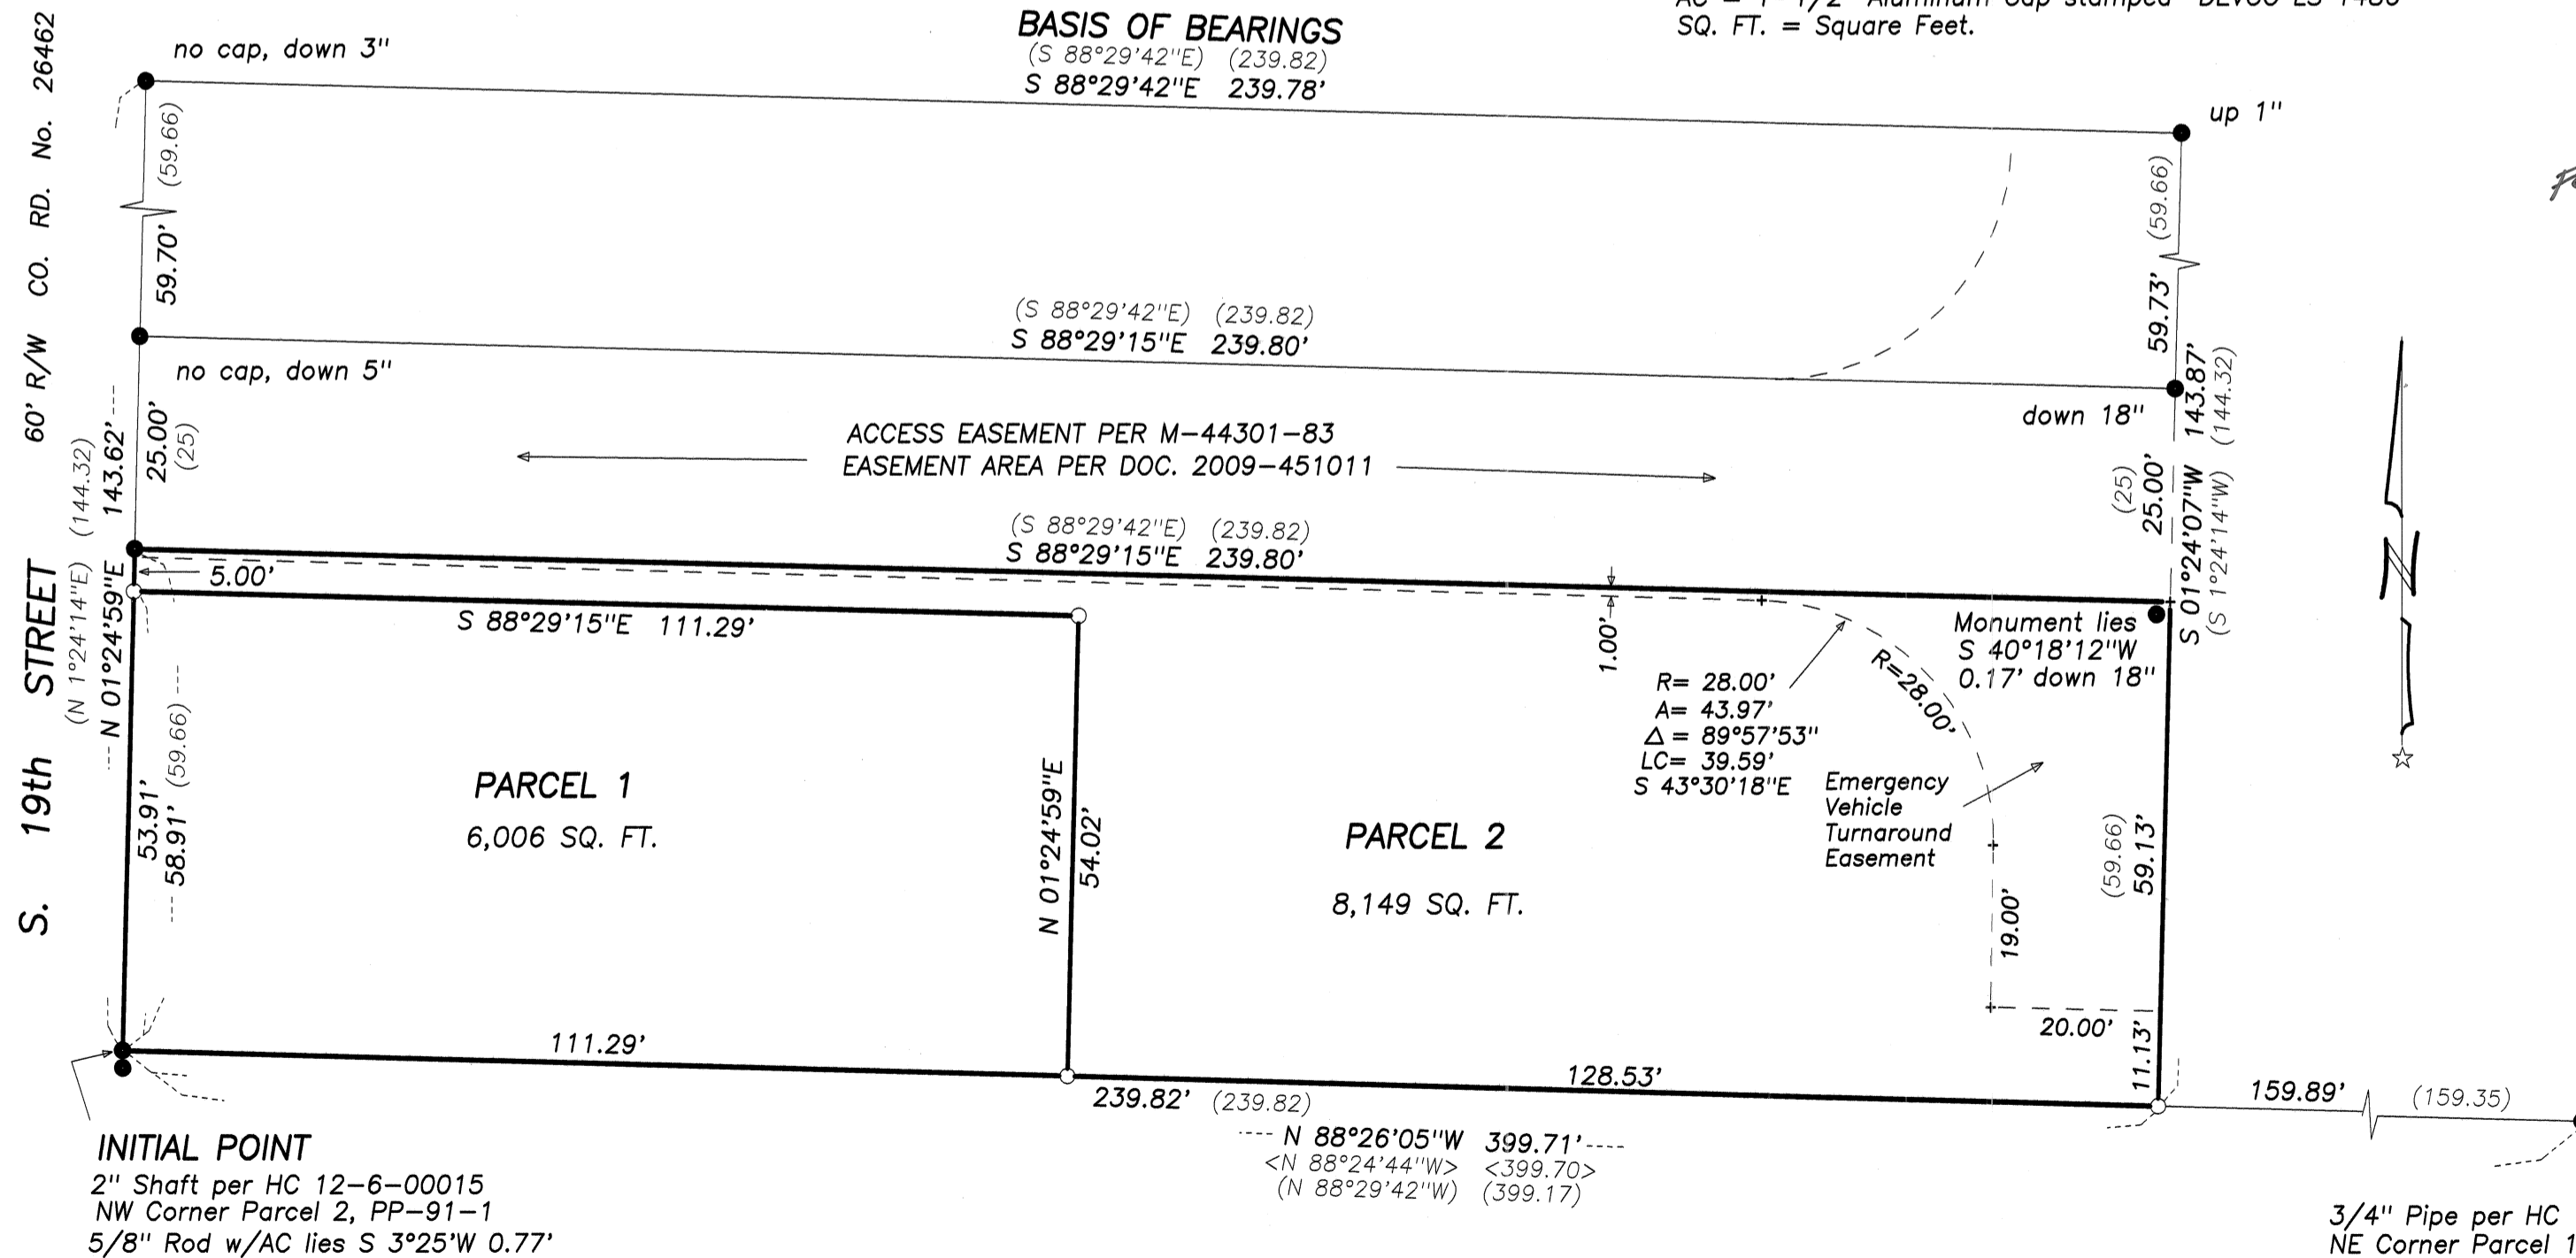 AC = 1-1/2" Aluminum Cap stamped "DEVCO LS
SQ. FT. = Square Feet.
BASIS OF BEARINGS
(S 88°29'42"E) (239.82)
S 88°29'42"E 239.78'
no cap, down 3"
up 1"
(59.66)
59.70'
(59.66)
59.73'
(S 88°29'42"E) (239.82)
S 88°29'15"E 239.80'
no cap, down 5"
down 18"
S. 19th STREET 60' R/W CO. RD. No. 26462
(N 1°24'14"E) (144.32)
---- N 01°24'59"E 143.62' ----
25.00'
(25)
ACCESS EASEMENT PER M-44301-83
EASEMENT AREA PER DOC. 2009-451011
(25)
25.00'
S 01°24'07"W 143.87'
(S 1°24'14"W) (144.32)
N
(S 88°29'42"E) (239.82)
S 88°29'15"E 239.80'
5.00'
S 88°29'15"E 111.29'
1.00'
Monument lies
S 40°18'12"W
0.17' down 18"
R=28.00'
R= 28.00'
A= 43.97'
Δ = 89°57'53"
LC= 39.59'
S 43°30'18"E
Emergency
Vehicle
Turnaround
Easement
53.91'
---- 58.91' (59.66) ----
PARCEL 1
6,006 SQ. FT.
N 01°24'59"E
54.02'
PARCEL 2
8,149 SQ. FT.
(59.66)
59.13'
19.00'
20.00'
11.13'
111.29'
128.53'
239.82' (239.82)
159.89' (159.35)
---- N 88°26'05"W 399.71' ----
<N 88°24'44"W> <399.70>
(N 88°29'42"W) (399.17)
INITIAL POINT
2" Shaft per HC 12-6-00015
NW Corner Parcel 2, PP-91-1
5/8" Rod w/AC lies S 3°25'W 0.77'
3/4" Pipe per HC
NE Corner Parcel 1